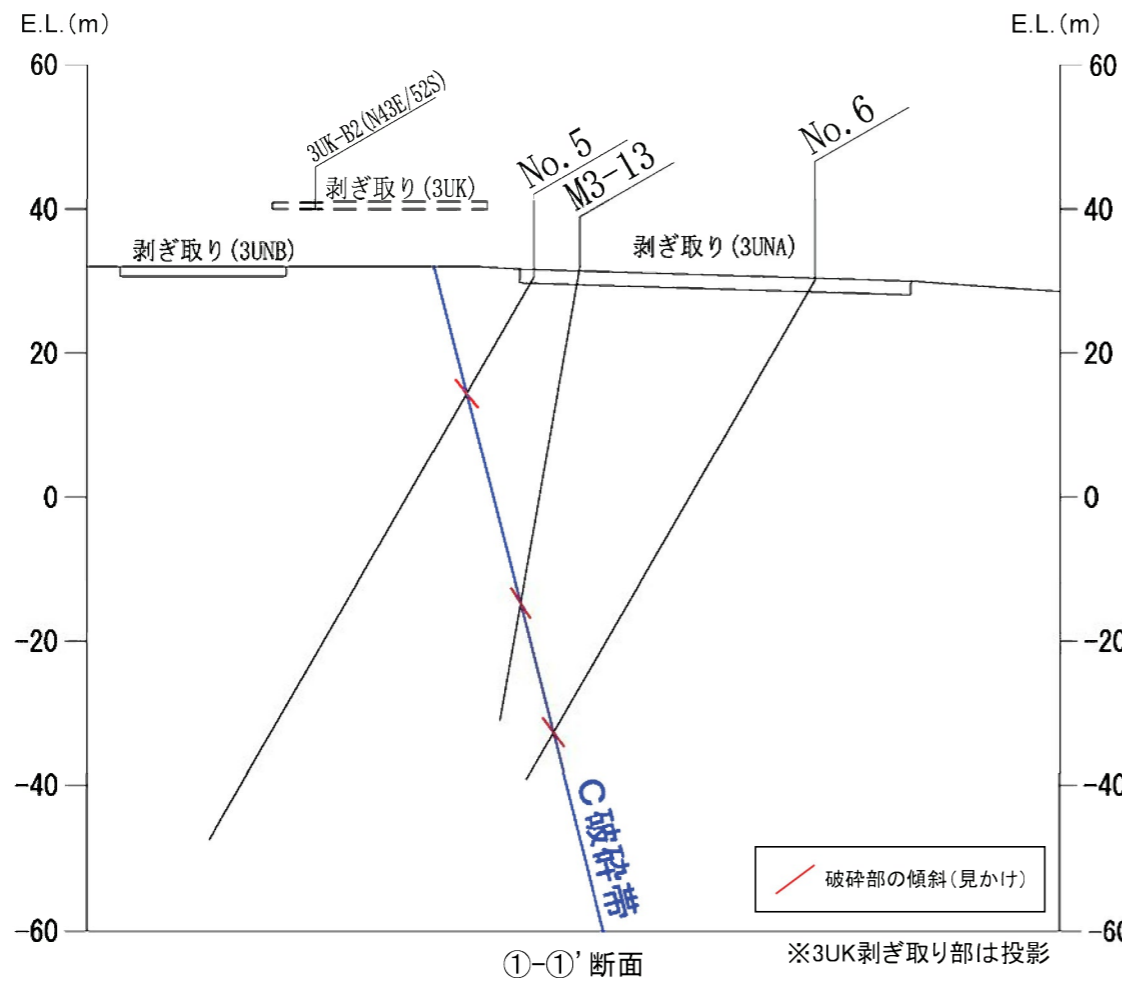 E.L.(m)
E.L.(m)
60
60
3UK-B2(N43E/52S)
No.5
M3-13
No.6
剥ぎ取り(3UK)
40
40
剥ぎ取り(3UNB)
剥ぎ取り(3UNA)
20
20
0
0
-20
-20
-40
-40
C破砕帯
破砕部の傾斜(見かけ)
-60
-60
①-①'断面
※3UK剥ぎ取り部は投影